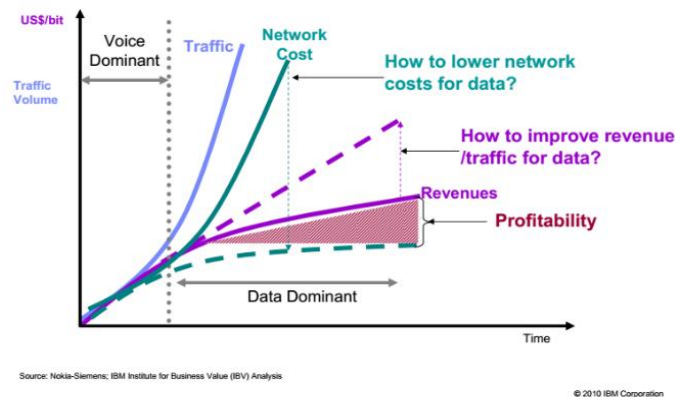 US$/bit
Voice
Dominant
Traffic
Network
Cost
Traffic
Volume
How to lower network
costs for data?
How to improve revenue
/traffic for data?
Revenues
Profitability
Data Dominant
Time
Source: Nokia-Siemens; IBM Institute for Business Value (IBV) Analysis
© 2010 IBM Corporation